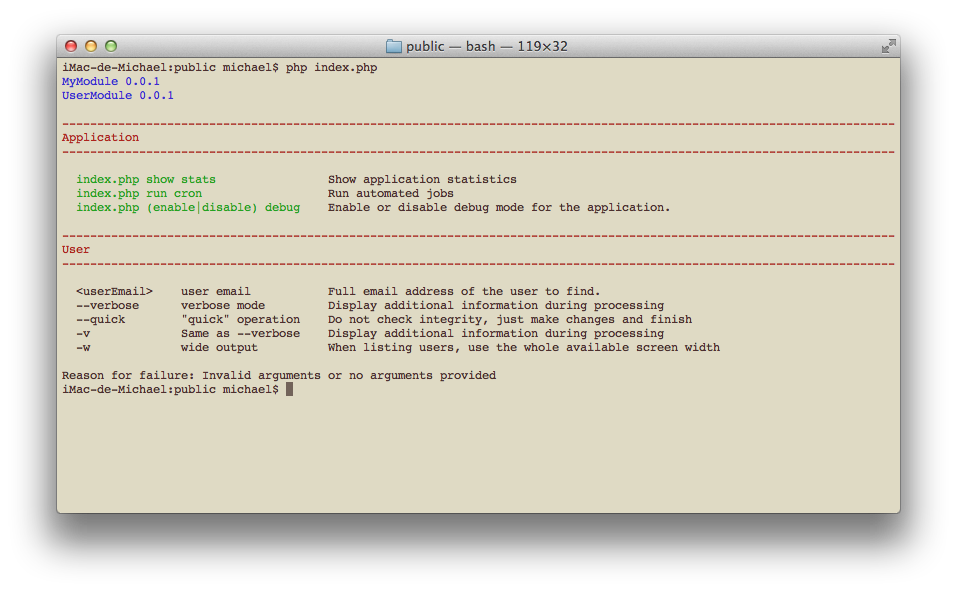 public — bash — 119×32
iMac-de-Michael:public michael$ php index.php
MyModule 0.0.1
UserModule 0.0.1
-----------------------------------------------------------------------------------------------------------------------
Application
-----------------------------------------------------------------------------------------------------------------------
index.php show stats                Show application statistics
index.php run cron                  Run automated jobs
index.php (enable|disable) debug    Enable or disable debug mode for the application.
-----------------------------------------------------------------------------------------------------------------------
User
-----------------------------------------------------------------------------------------------------------------------
<userEmail>    user email           Full email address of the user to find.
--verbose      verbose mode         Display additional information during processing
--quick        "quick" operation    Do not check integrity, just make changes and finish
-v             Same as --verbose    Display additional information during processing
-w             wide output          When listing users, use the whole available screen width
Reason for failure: Invalid arguments or no arguments provided
iMac-de-Michael:public michael$